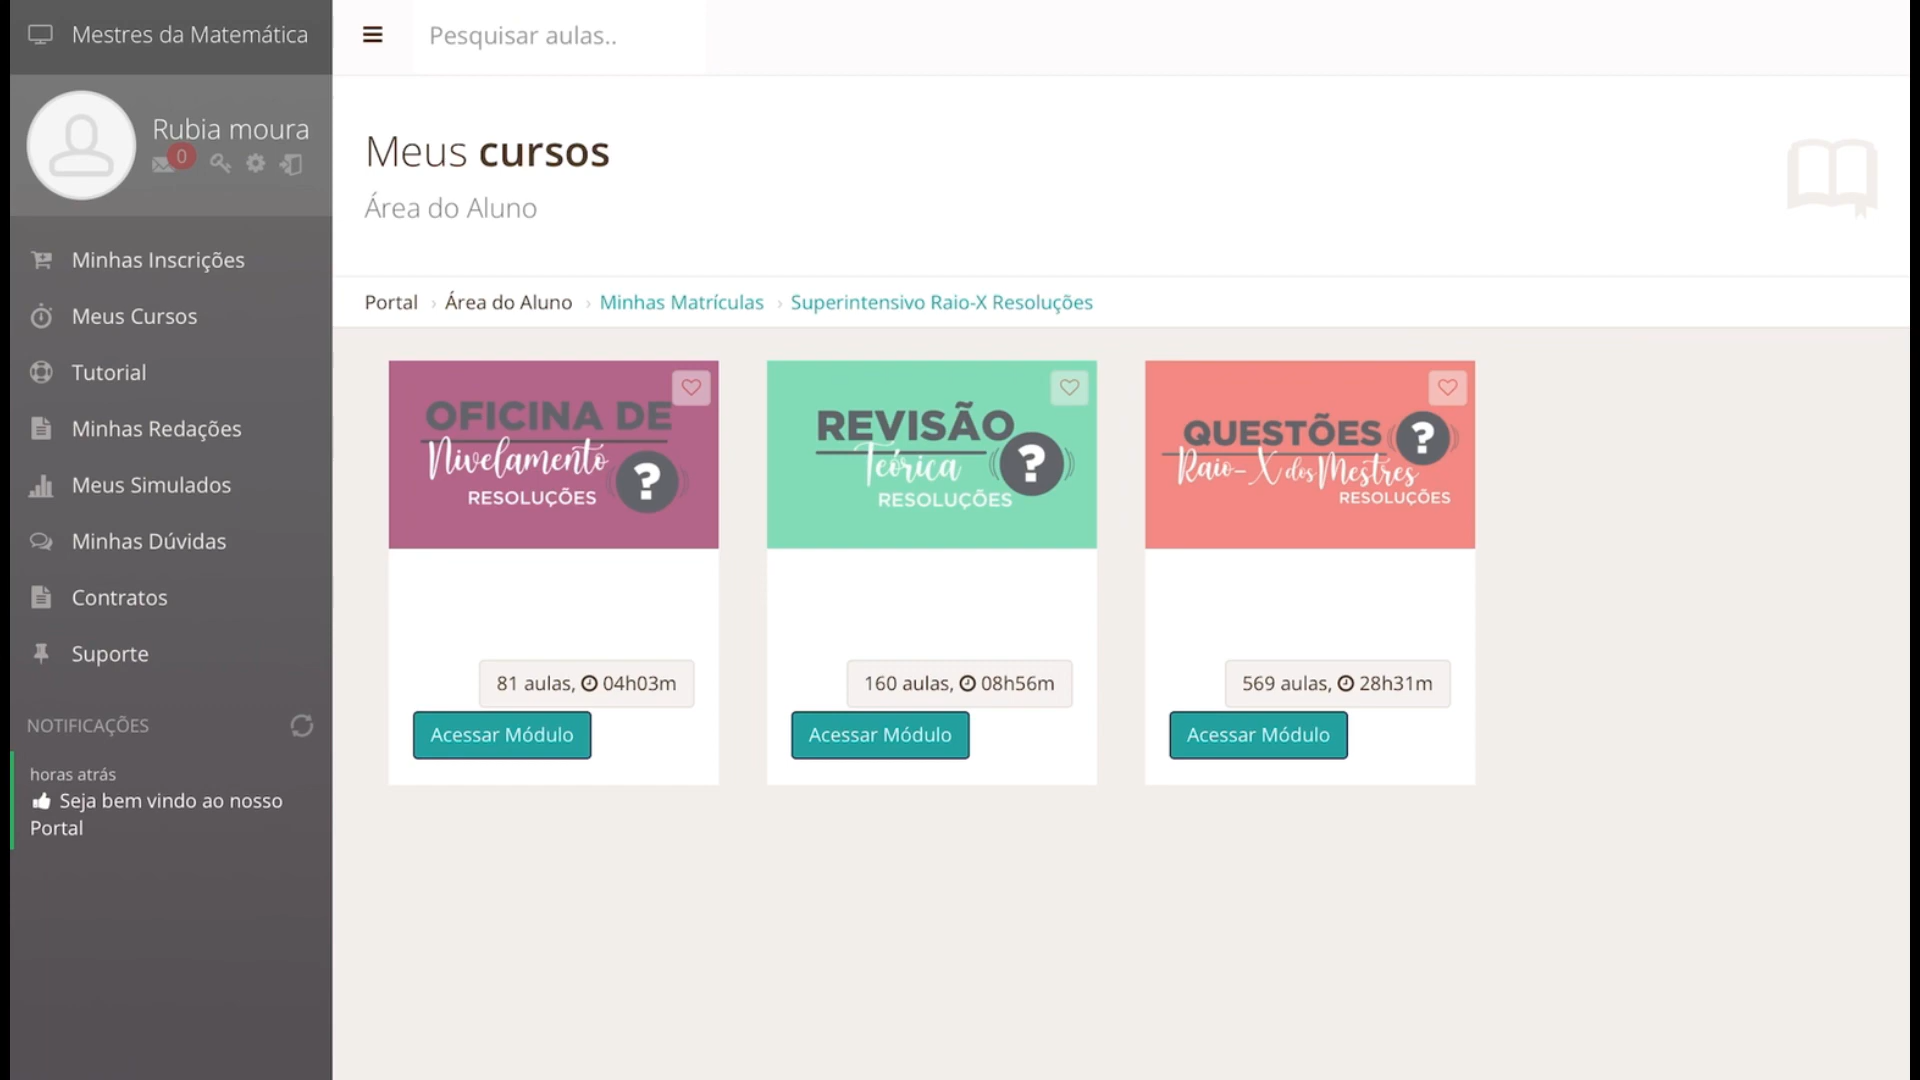 Mestres da Matemática
Pesquisar aulas..
Rubia moura
0
Minhas Inscrições
Meus Cursos
Tutorial
Minhas Redações
Meus Simulados
Minhas Dúvidas
Contratos
Suporte
NOTIFICAÇÕES
horas atrás
Seja bem vindo ao nosso
Portal
Meus cursos
Área do Aluno
Portal › Área do Aluno › Minhas Matrículas › Superintensivo Raio-X Resoluções
OFICINA DE
Nivelamento
RESOLUÇÕES
?
81 aulas, 04h03m
Acessar Módulo
REVISÃO
Teórica
RESOLUÇÕES
?
160 aulas, 08h56m
Acessar Módulo
QUESTÕES
?
Raio-X dos Mestres
RESOLUÇÕES
569 aulas, 28h31m
Acessar Módulo